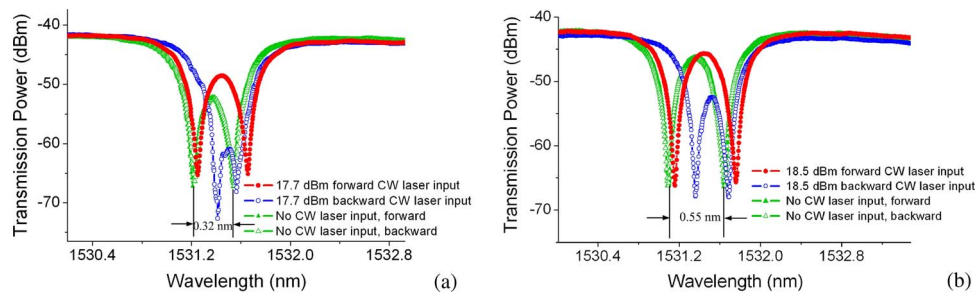 -40
-50
-60
-70
Transmission Power (dBm)
17.7 dBm forward CW laser input
17.7 dBm backward CW laser input
No CW laser input, forward
No CW laser input, backward
0.32 nm
1530.4 1531.2 1532.0 1532.8
Wavelength (nm)
(a)
-40
-50
-60
-70
Transmission Power (dBm)
18.5 dBm forward CW laser input
18.5 dBm backward CW laser input
No CW laser input, forward
No CW laser input, backward
0.55 nm
1530.4 1531.2 1532.0 1532.8
Wavelength (nm)
(b)